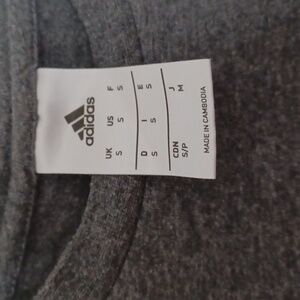 adidas
UK US F
S S S
D I E
S S S
CDN J
S/P M
MADE IN CAMBODIA